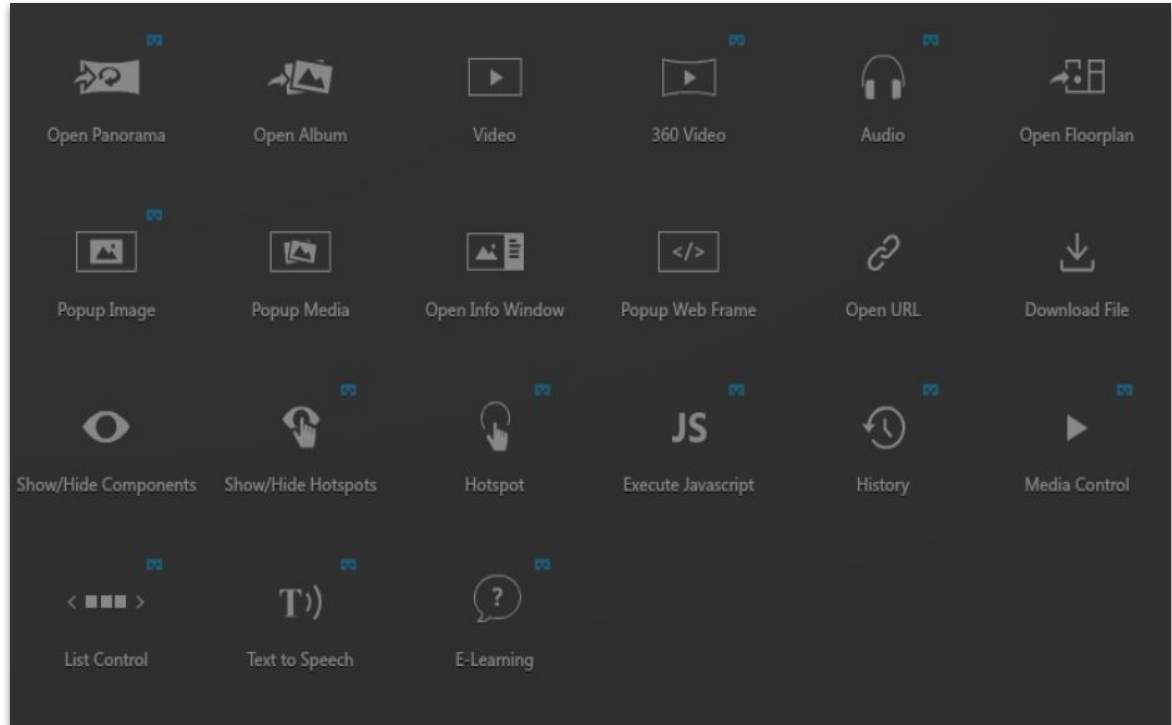 Open Panorama Open Album Video 360 Video Audio Open Floorplan
Popup Image Popup Media </> Open Info Window Popup Web Frame Open URL Download File
JS
Show/Hide Components Show/Hide Hotspots Hotspot Execute Javascript History Media Control
T ?
List Control Text to Speech E-Learning